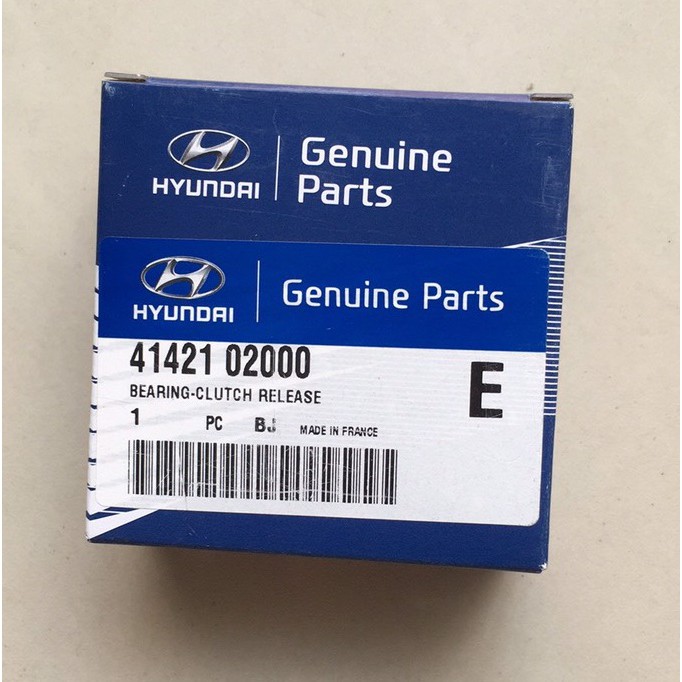 HYUNDAI
Genuine
Parts
HYUNDAI
Genuine Parts
41421 02000
BEARING-CLUTCH RELEASE
E
1 PC BJ MADE IN FRANCE